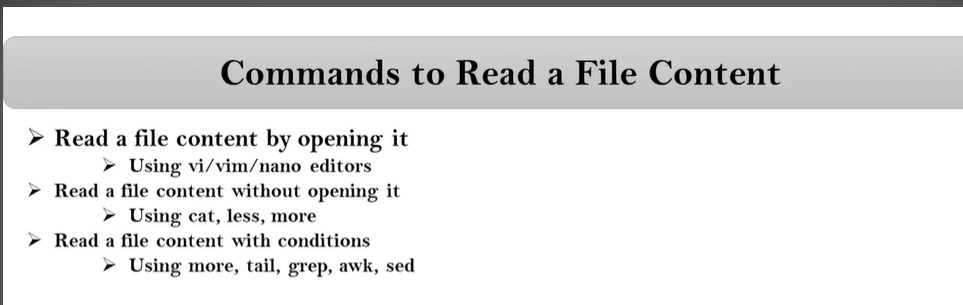 Commands to Read a File Content
➢ Read a file content by opening it
➢ Using vi/vim/nano editors
➢ Read a file content without opening it
➢ Using cat, less, more
➢ Read a file content with conditions
➢ Using more, tail, grep, awk, sed